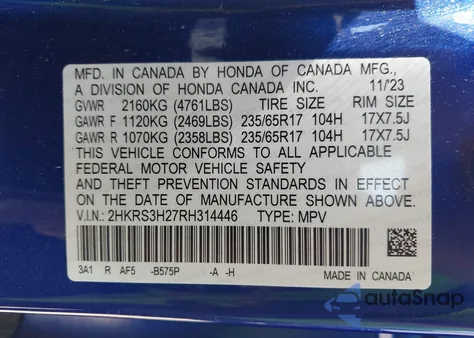 MFD. IN CANADA BY HONDA OF CANADA MFG.,
A DIVISION OF HONDA CANADA INC. 11/23
GVWR 2160KG (4761LBS) TIRE SIZE RIM SIZE
GAWR F 1120KG (2469LBS) 235/65R17 104H 17X7.5J
GAWR R 1070KG (2358LBS) 235/65R17 104H 17X7.5J
THIS VEHICLE CONFORMS TO ALL APPLICABLE
FEDERAL MOTOR VEHICLE SAFETY
AND THEFT PREVENTION STANDARDS IN EFFECT
ON THE DATE OF MANUFACTURE SHOWN ABOVE.
V.I.N.: 2HKRS3H27RH314446 TYPE: MPV
3A1 R AF5 -B575P -A -H MADE IN CANADA
autoSnap